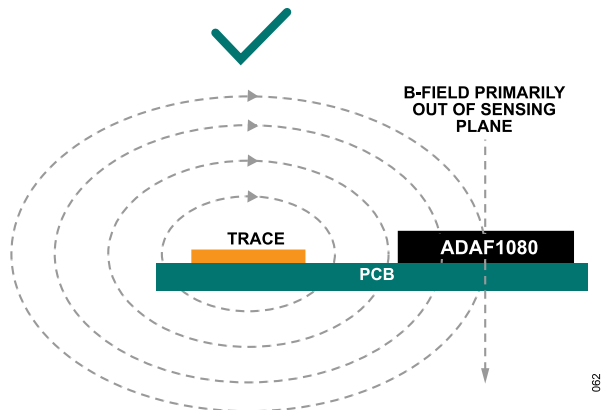 B-FIELD PRIMARILY
OUT OF SENSING
PLANE
TRACE
ADAF1080
PCB
062